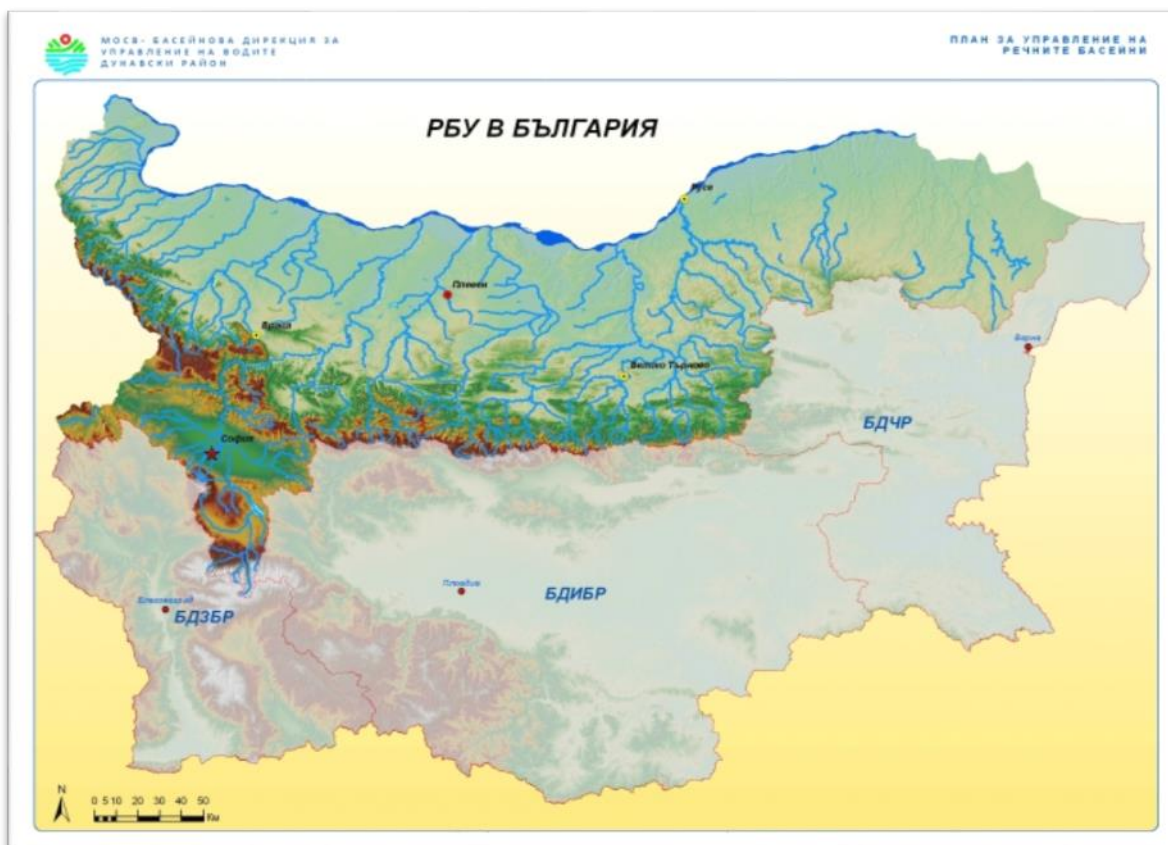 МОСВ- БАСЕЙНОВА ДИРЕКЦИЯ ЗА
УПРАВЛЕНИЕ НА ВОДИТЕ
ДУНАВСКИ РАЙОН
ПЛАН ЗА УПРАВЛЕНИЕ НА
РЕЧНИТЕ БАСЕЙНИ
РБУ В БЪЛГАРИЯ
Русе
Плевен
Враца
Велико Търново
Варна
БДЧР
София
Пловдив
БДИБР
Благоевград
БДЗБР
N
0 5 10 20 30 40 50
Км